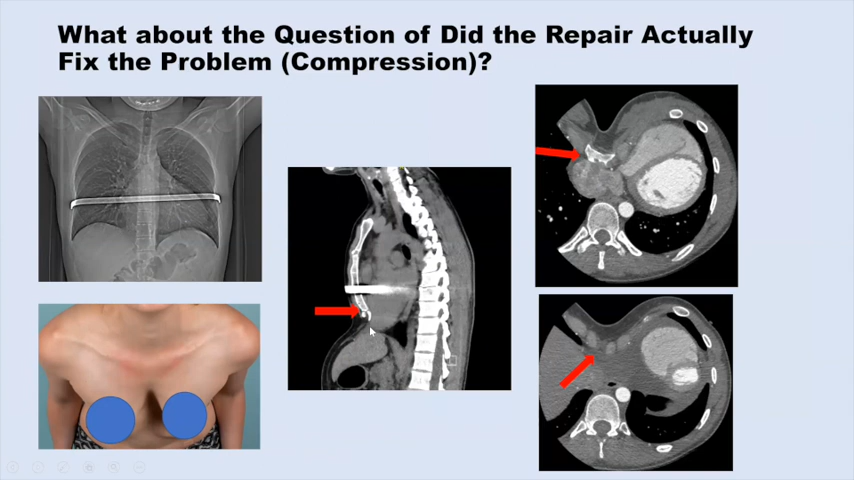 What about the Question of Did the Repair Actually
Fix the Problem (Compression)?